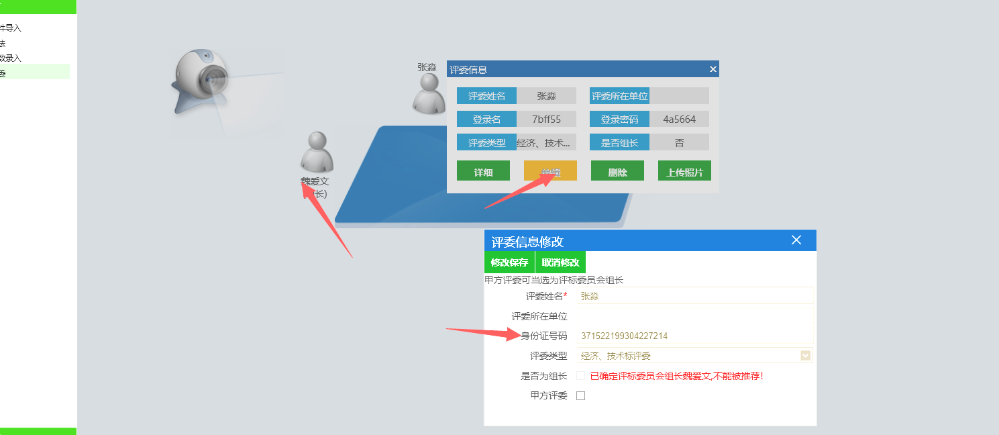 件导入
法
数录入
委
张淼
评委信息
评委姓名 张淼 评委所在单位
登录名 7bff55 登录密码 4a5664
评委类型 经济、技术... 是否组长 否
详细 编辑 删除 上传照片
魏爱文
长)
评委信息修改
修改保存 取消修改
甲方评委可当选为评标委员会组长
评委姓名* 张淼
评委所在单位
身份证号码 371522199304227214
评委类型 经济、技术标评委
是否为组长 已确定评标委员会组长魏爱文,不能被推荐!
甲方评委